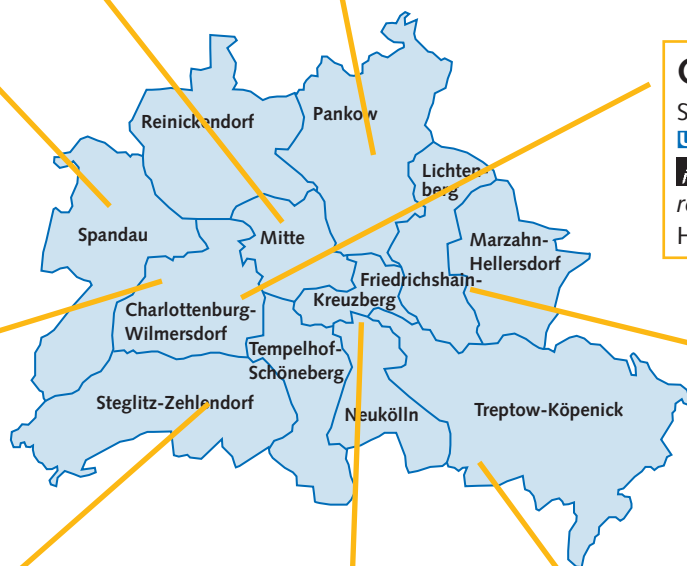 Reinickendorf
Pankow
Lichten-
berg
Spandau
Mitte
Marzahn-
Hellersdorf
Friedrichshain-
Kreuzberg
Charlottenburg-
Wilmersdorf
Tempelhof-
Schöneberg
Steglitz-Zehlendorf
Neukölln
Treptow-Köpenick